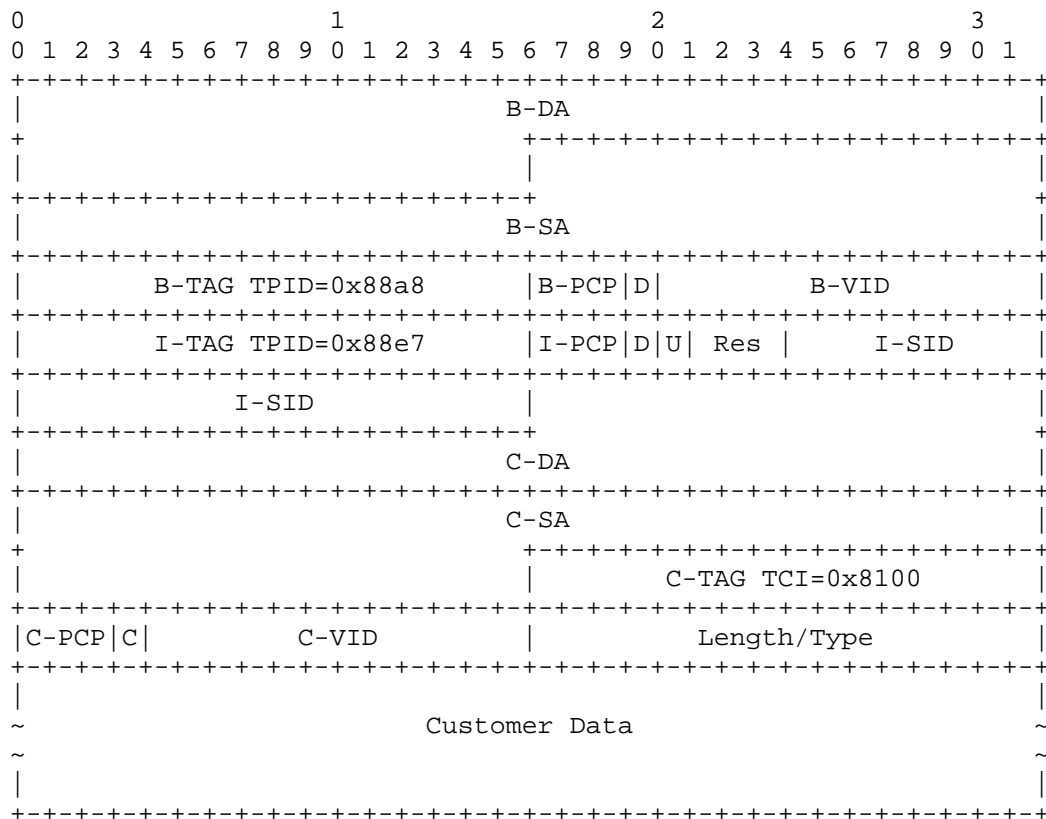 0                   1                   2                   3
0 1 2 3 4 5 6 7 8 9 0 1 2 3 4 5 6 7 8 9 0 1 2 3 4 5 6 7 8 9 0 1
+-+-+-+-+-+-+-+-+-+-+-+-+-+-+-+-+-+-+-+-+-+-+-+-+-+-+-+-+-+-+-+-+
|                              B-DA                             |
+                               +-+-+-+-+-+-+-+-+-+-+-+-+-+-+-+-+
|                               |                               |
+-+-+-+-+-+-+-+-+-+-+-+-+-+-+-+-+                               +
|                              B-SA                             |
+-+-+-+-+-+-+-+-+-+-+-+-+-+-+-+-+-+-+-+-+-+-+-+-+-+-+-+-+-+-+-+-+
|        B-TAG TPID=0x88a8      |B-PCP|D|         B-VID         |
+-+-+-+-+-+-+-+-+-+-+-+-+-+-+-+-+-+-+-+-+-+-+-+-+-+-+-+-+-+-+-+-+
|        I-TAG TPID=0x88e7      |I-PCP|D|U| Res |     I-SID     |
+-+-+-+-+-+-+-+-+-+-+-+-+-+-+-+-+-+-+-+-+-+-+-+-+-+-+-+-+-+-+-+-+
|             I-SID             |                               |
+-+-+-+-+-+-+-+-+-+-+-+-+-+-+-+-+                               +
|                              C-DA                             |
+-+-+-+-+-+-+-+-+-+-+-+-+-+-+-+-+-+-+-+-+-+-+-+-+-+-+-+-+-+-+-+-+
|                              C-SA                             |
+                               +-+-+-+-+-+-+-+-+-+-+-+-+-+-+-+-+
|                               |        C-TAG TCI=0x8100       |
+-+-+-+-+-+-+-+-+-+-+-+-+-+-+-+-+-+-+-+-+-+-+-+-+-+-+-+-+-+-+-+-+
|C-PCP|C|         C-VID         |          Length/Type          |
+-+-+-+-+-+-+-+-+-+-+-+-+-+-+-+-+-+-+-+-+-+-+-+-+-+-+-+-+-+-+-+-+
|                                                               |
~                         Customer Data                         ~
~                                                               ~
|                                                               |
+-+-+-+-+-+-+-+-+-+-+-+-+-+-+-+-+-+-+-+-+-+-+-+-+-+-+-+-+-+-+-+-+